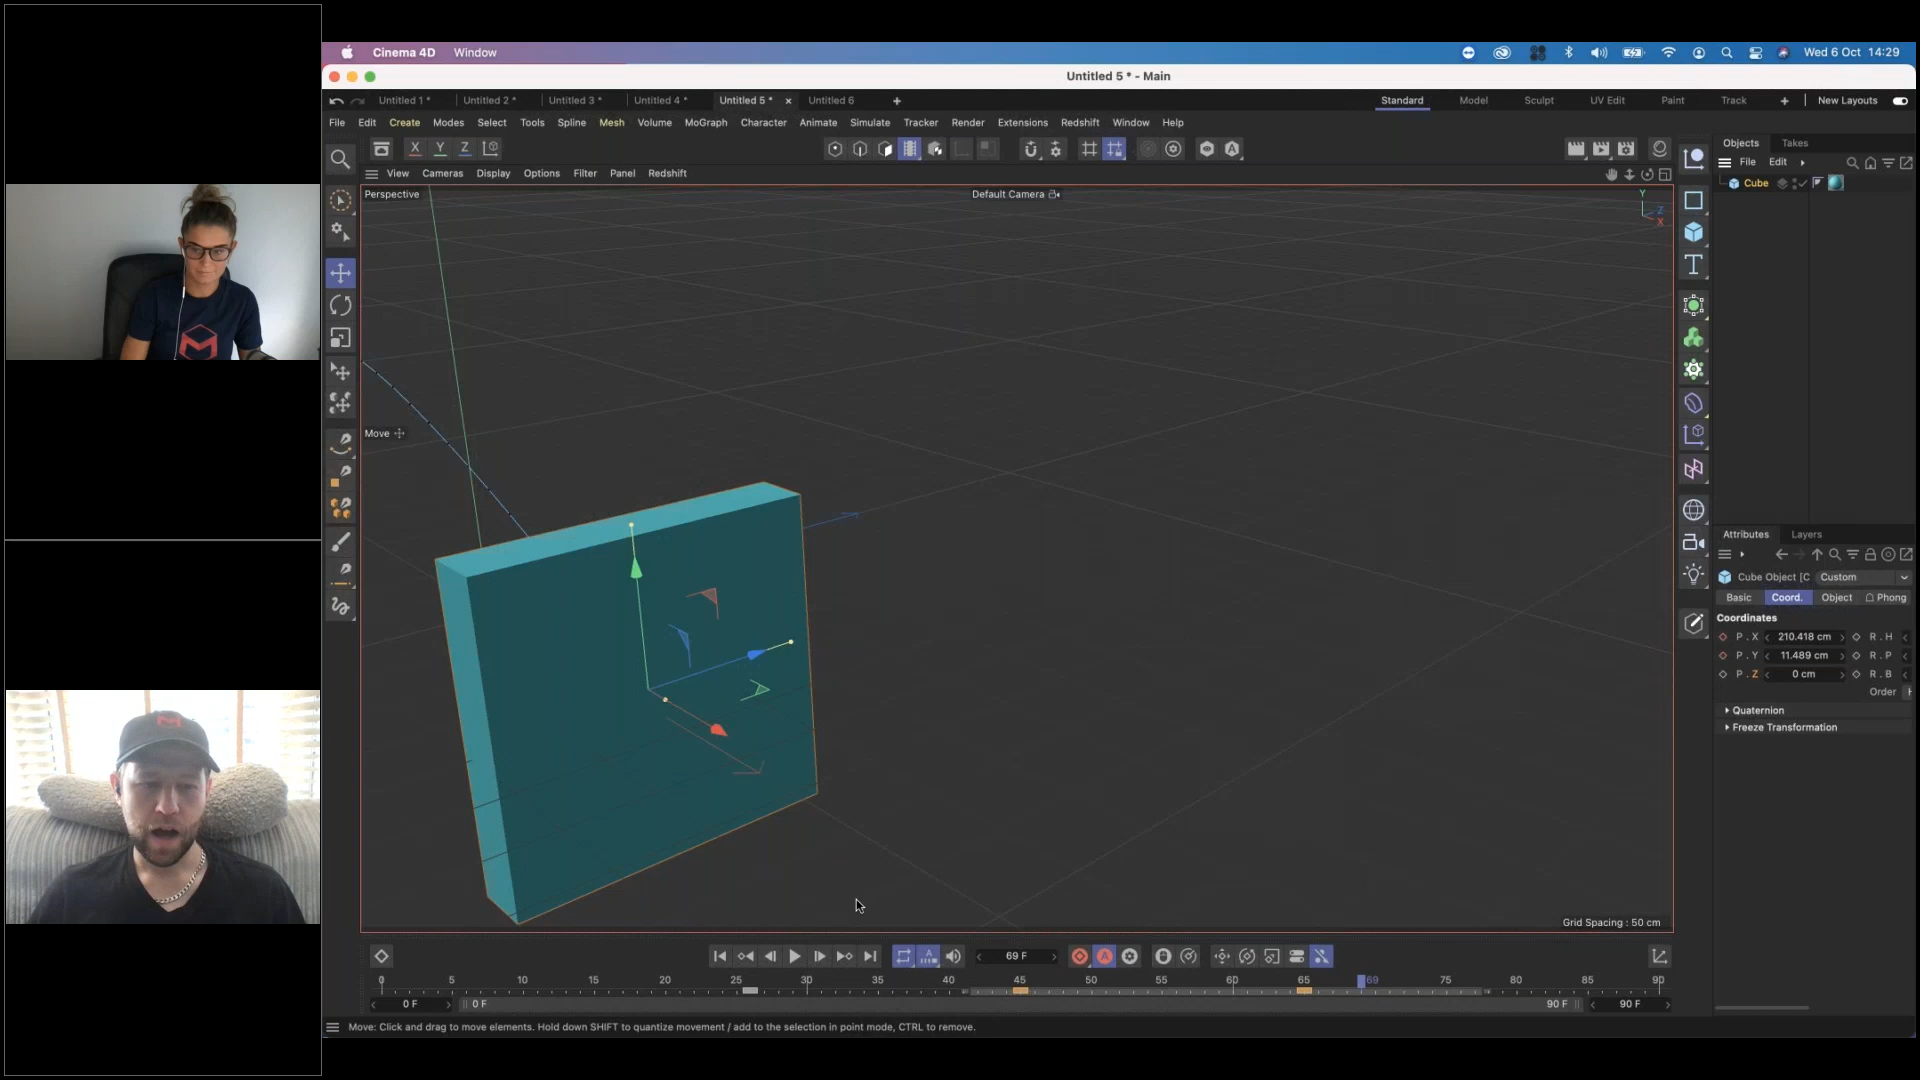 Cinema 4D Window Wed 6 Oct 14:29
Untitled 5 * - Main
Untitled 1 * Untitled 2 * Untitled 3 * Untitled 4 * Untitled 5 * Untitled 6 Standard Model Sculpt UV Edit Paint Track New Layouts
File Edit Create Modes Select Tools Spline Mesh Volume MoGraph Character Animate Simulate Tracker Render Extensions Redshift Window Help
Objects Takes
X Y Z
File Edit
View Cameras Display Options Filter Panel Redshift
Cube
Perspective Default Camera
Y
Z
X
Move
Attributes Layers
Cube Object [C Custom
Basic Coord. Object Phong
Coordinates
P . X 210.418 cm R . H
P . Y 11.489 cm R . P
P . Z 0 cm R . B
Order H
Quaternion
Freeze Transformation
Grid Spacing : 50 cm
69 F
0 5 10 15 20 25 30 35 40 45 50 55 60 65 69 75 80 85 90
0 F 0 F 90 F 90 F
Move: Click and drag to move elements. Hold down SHIFT to quantize movement / add to the selection in point mode, CTRL to remove.